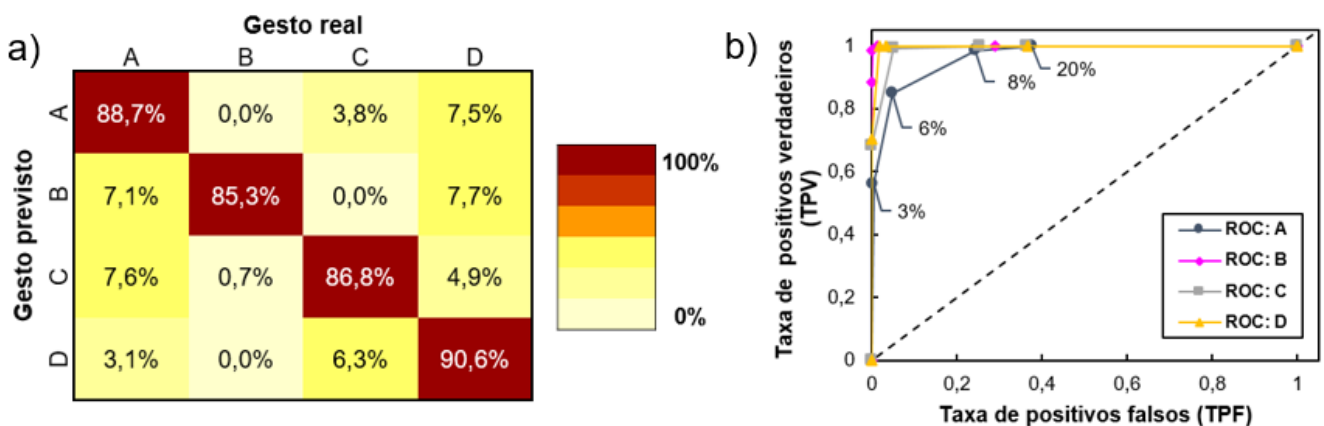 a)
Gesto real
A B C D
Gesto previsto
A 88,7% 0,0% 3,8% 7,5%
B 7,1% 85,3% 0,0% 7,7%
C 7,6% 0,7% 86,8% 4,9%
D 3,1% 0,0% 6,3% 90,6%
100%
0%
b)
Taxa de positivos verdadeiros
(TPV)
1
0,8
0,6
0,4
0,2
0
20%
8%
6%
3%
ROC: A
ROC: B
ROC: C
ROC: D
0 0,2 0,4 0,6 0,8 1
Taxa de positivos falsos (TPF)